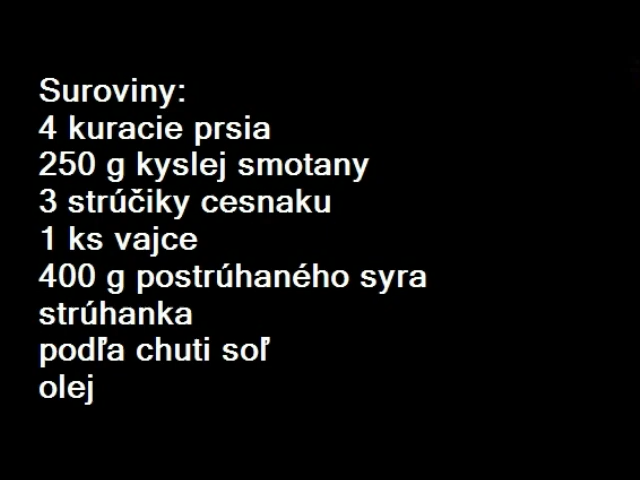 Suroviny:
4 kuracie prsia
250 g kyslej smotany
3 strúčiky cesnaku
1 ks vajce
400 g postrúhaného syra
strúhanka
podľa chuti soľ
olej